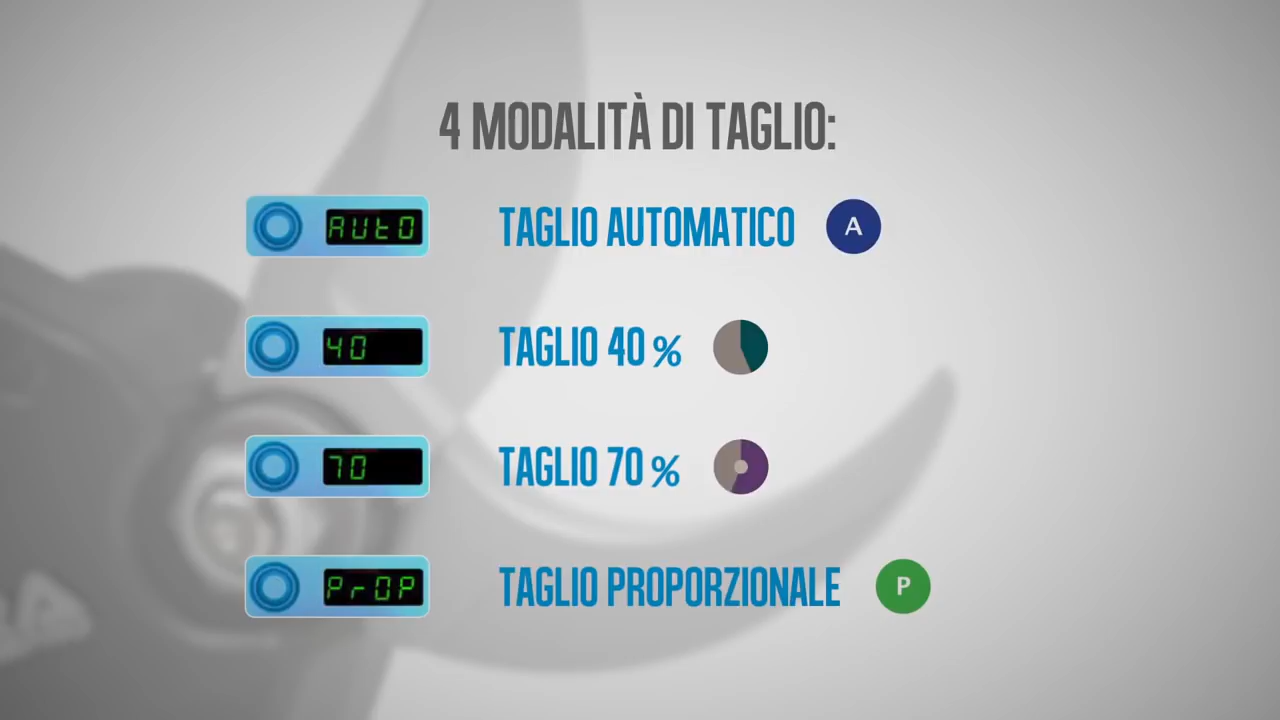 4 MODALITÀ DI TAGLIO:
AUtO TAGLIO AUTOMATICO A
40 TAGLIO 40 %
70 TAGLIO 70 %
PrOP TAGLIO PROPORZIONALE P